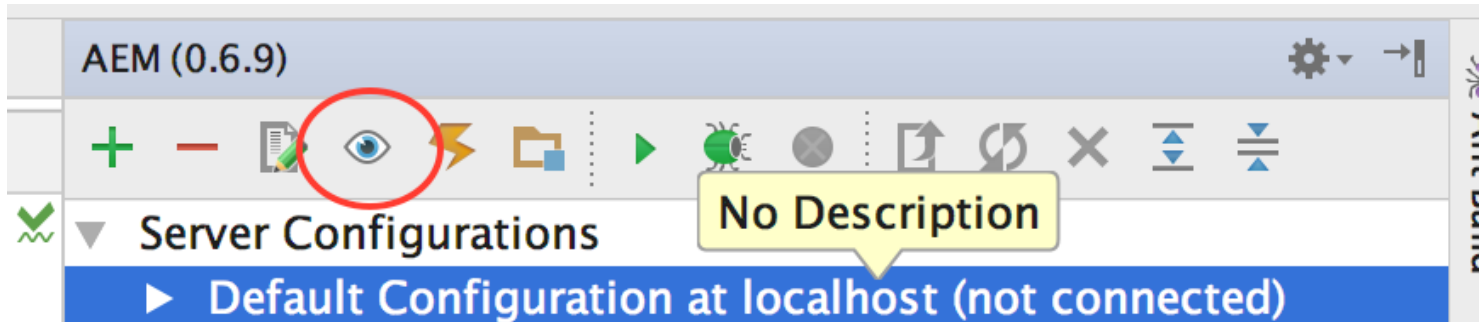 AEM (0.6.9)
No Description
Server Configurations
Default Configuration at localhost (not connected)